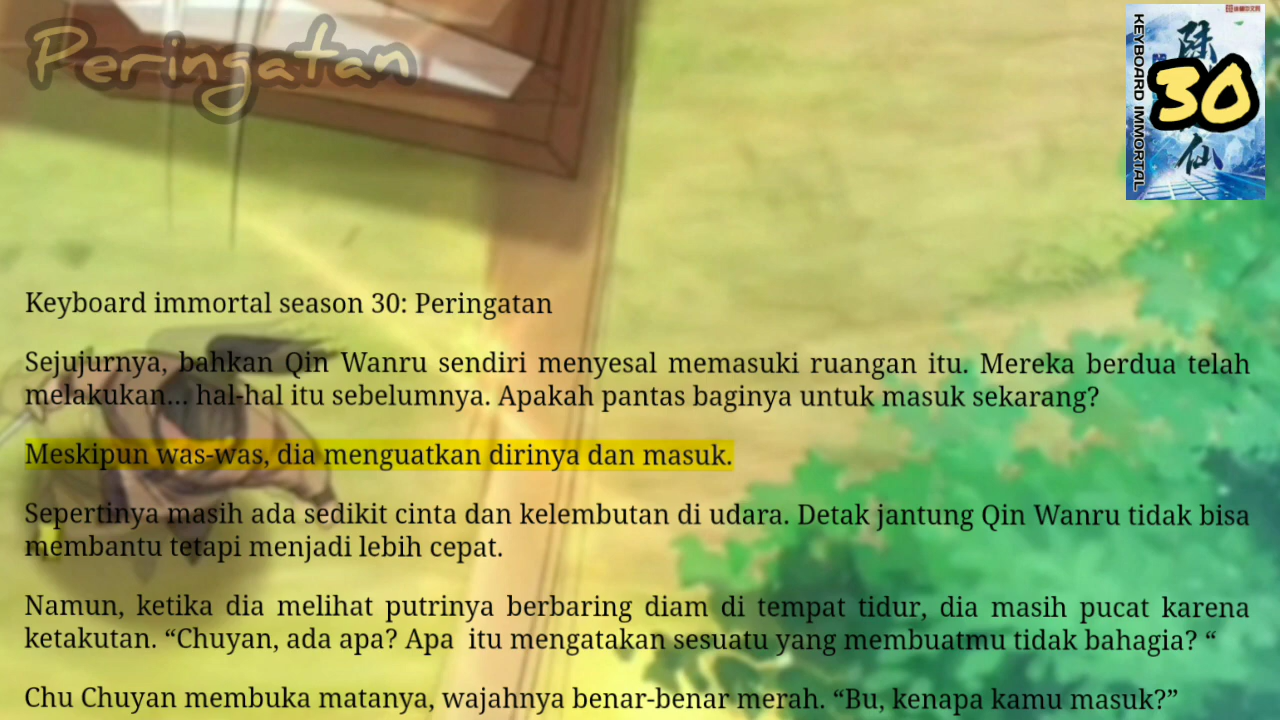 Peringatan
KEYBOARD IMMORTAL
30
仙
Keyboard immortal season 30: Peringatan
Sejujurnya, bahkan Qin Wanru sendiri menyesal memasuki ruangan itu. Mereka berdua telah
melakukan... hal-hal itu sebelumnya. Apakah pantas baginya untuk masuk sekarang?
Meskipun was-was, dia menguatkan dirinya dan masuk.
Sepertinya masih ada sedikit cinta dan kelembutan di udara. Detak jantung Qin Wanru tidak bisa
membantu tetapi menjadi lebih cepat.
Namun, ketika dia melihat putrinya berbaring diam di tempat tidur, dia masih pucat karena
ketakutan. “Chuyan, ada apa? Apa  itu mengatakan sesuatu yang membuatmu tidak bahagia? “
Chu Chuyan membuka matanya, wajahnya benar-benar merah. “Bu, kenapa kamu masuk?”